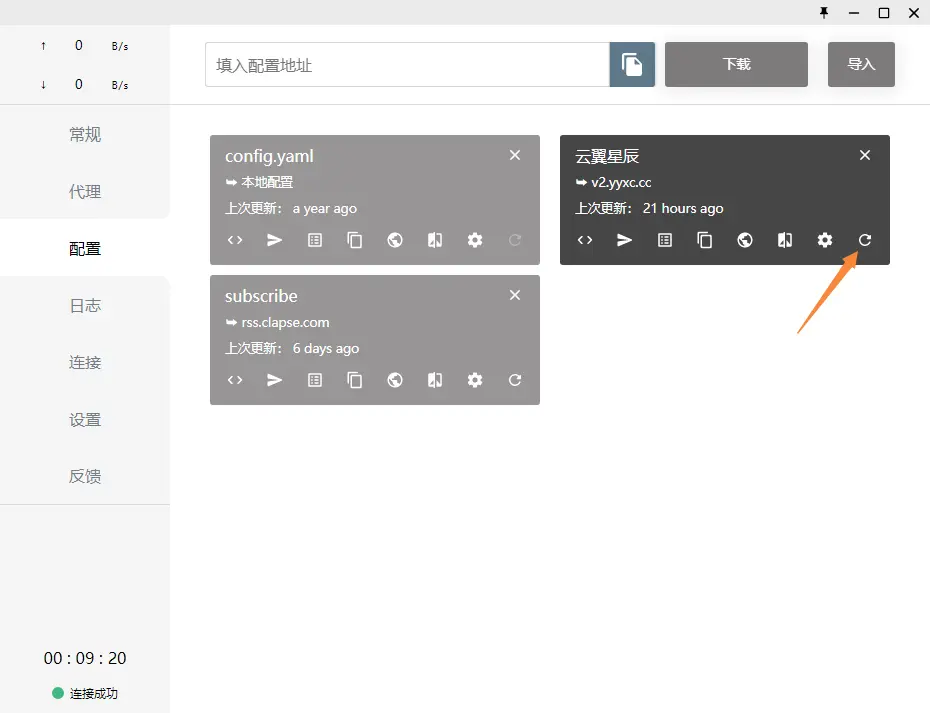 ↑ 0 B/s
↓ 0 B/s
常规
代理
配置
日志
连接
设置
反馈
00 : 09 : 20
连接成功
填入配置地址
下载
导入
config.yaml
本地配置
上次更新： a year ago
云翼星辰
v2.yyxc.cc
上次更新： 21 hours ago
subscribe
rss.clapse.com
上次更新： 6 days ago